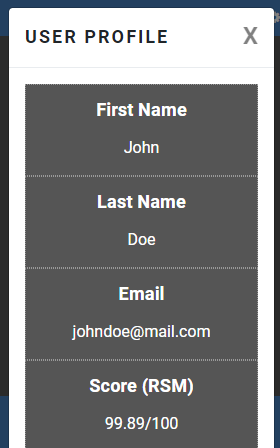 USER PROFILE X
First Name
John
Last Name
Doe
Email
johndoe@mail.com
Score (RSM)
99.89/100